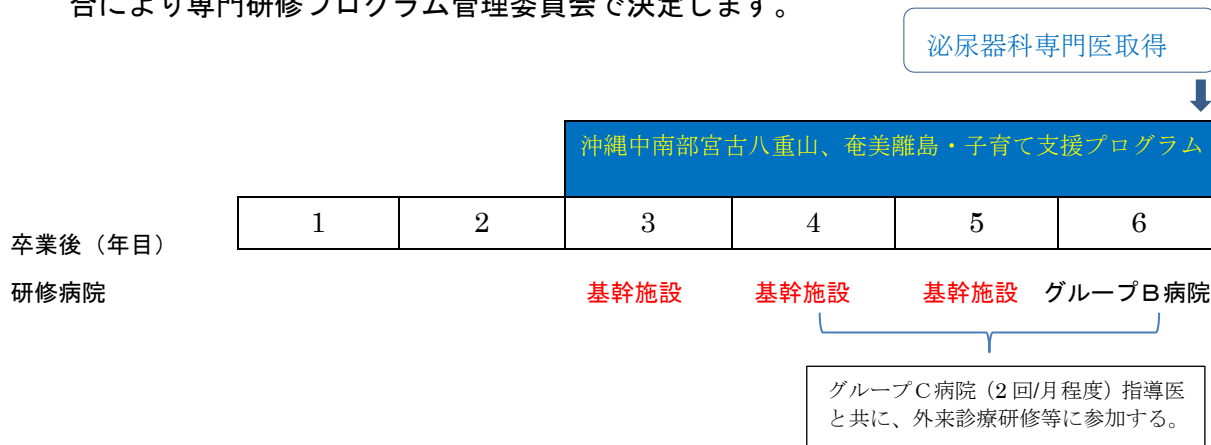 合により専門研修プログラム管理委員会で決定します。
泌尿器科専門医取得
沖縄中南部宮古八重山、奄美離島・子育て支援プログラム
1 2 3 4 5 6
卒業後（年目）
研修病院 基幹施設 基幹施設 基幹施設 グループＢ病院
グループＣ病院（2 回/月程度）指導医
と共に、外来診療研修等に参加する。